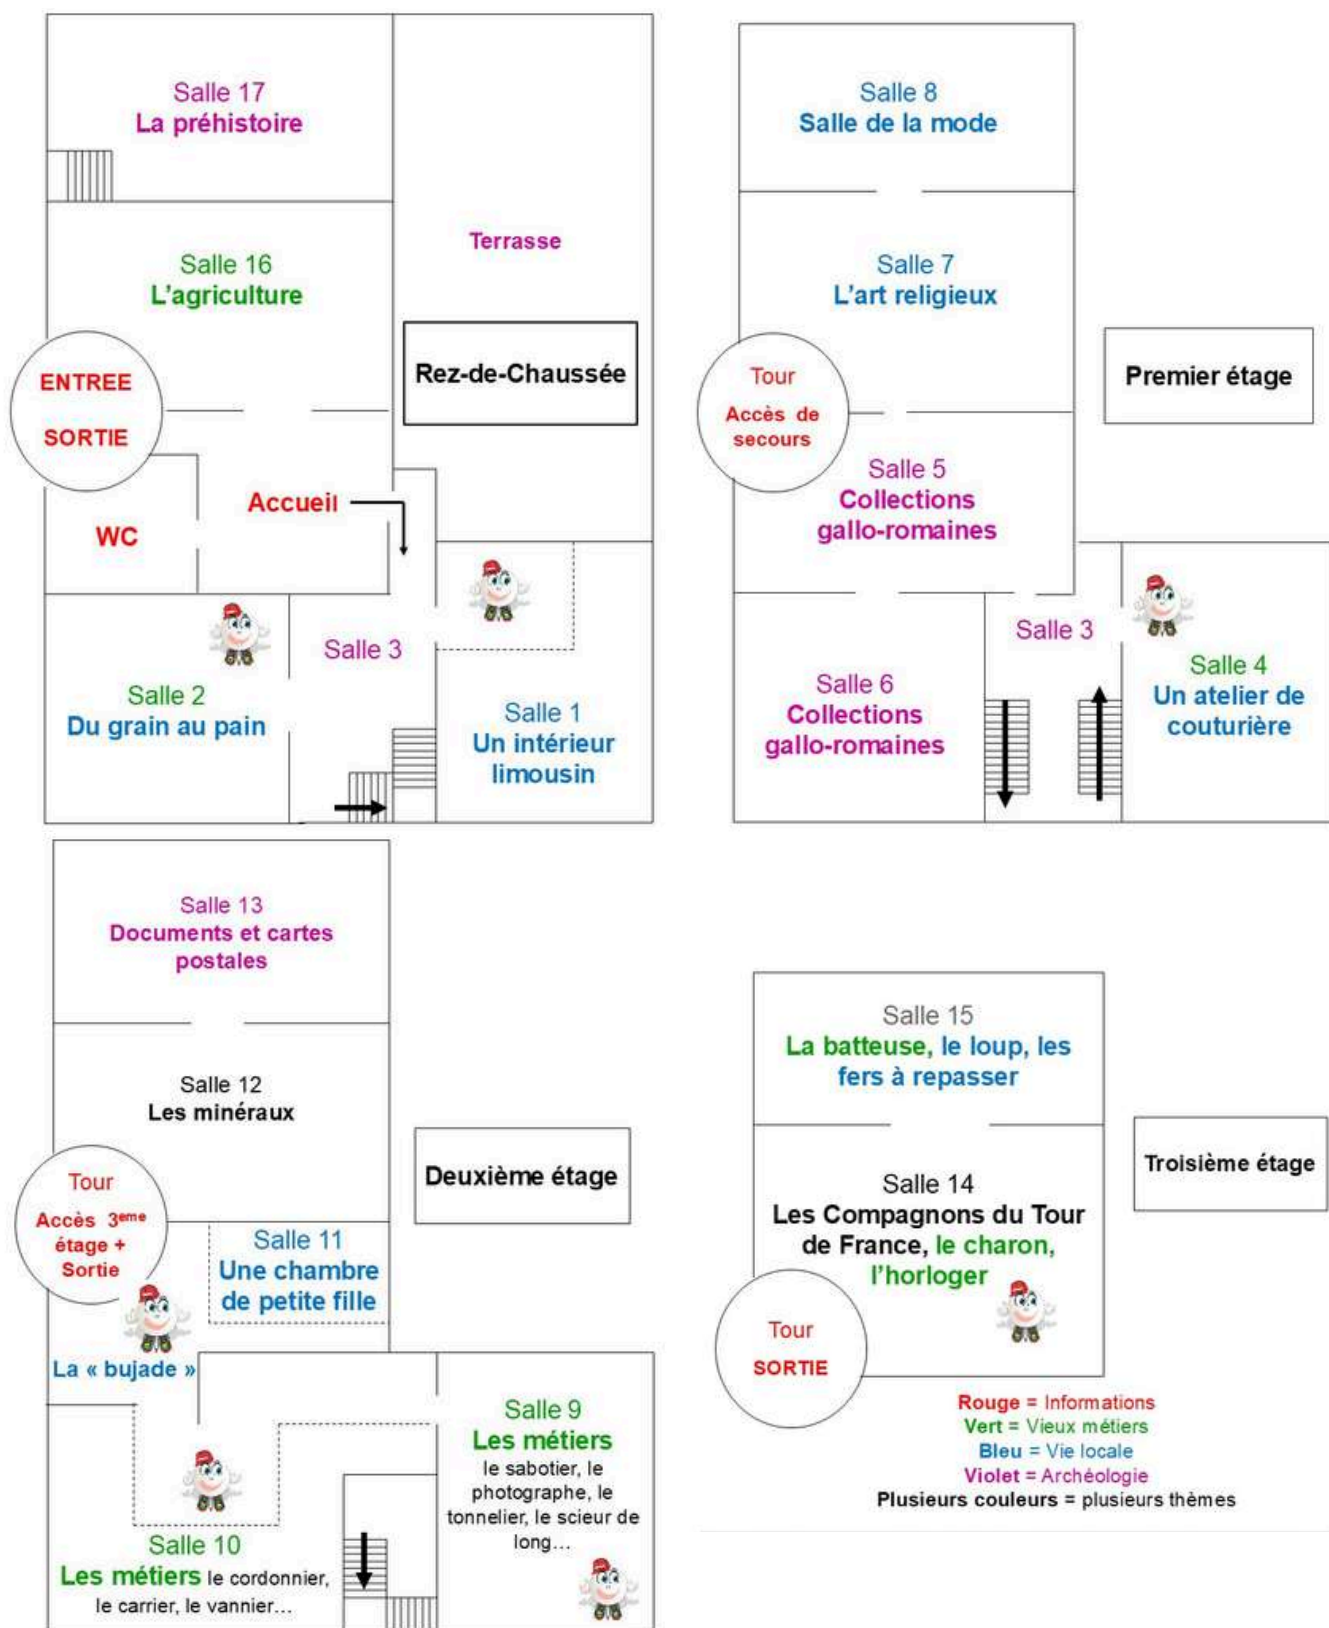 Salle 17
La préhistoire
Terrasse
Salle 16
L'agriculture
Rez-de-Chaussée
ENTREE
SORTIE
Accueil
WC
Salle 3
Salle 2
Du grain au pain
Salle 1
Un intérieur
limousin
Salle 8
Salle de la mode
Salle 7
L'art religieux
Premier étage
Tour
Accès de
secours
Salle 5
Collections
gallo-romaines
Salle 3
Salle 4
Un atelier de
couturière
Salle 6
Collections
gallo-romaines
Salle 13
Documents et cartes
postales
Salle 12
Les minéraux
Deuxième étage
Tour
Accès 3eme
étage +
Sortie
Salle 11
Une chambre
de petite fille
La « bujade »
Salle 9
Les métiers
le sabotier, le
photographe, le
tonnelier, le scieur de
long...
Salle 10
Les métiers le cordonnier,
le carrier, le vannier...
Salle 15
La batteuse, le loup, les
fers à repasser
Troisième étage
Salle 14
Les Compagnons du Tour
de France, le charon,
l'horloger
Tour
SORTIE
Rouge = Informations
Vert = Vieux métiers
Bleu = Vie locale
Violet = Archéologie
Plusieurs couleurs = plusieurs thèmes